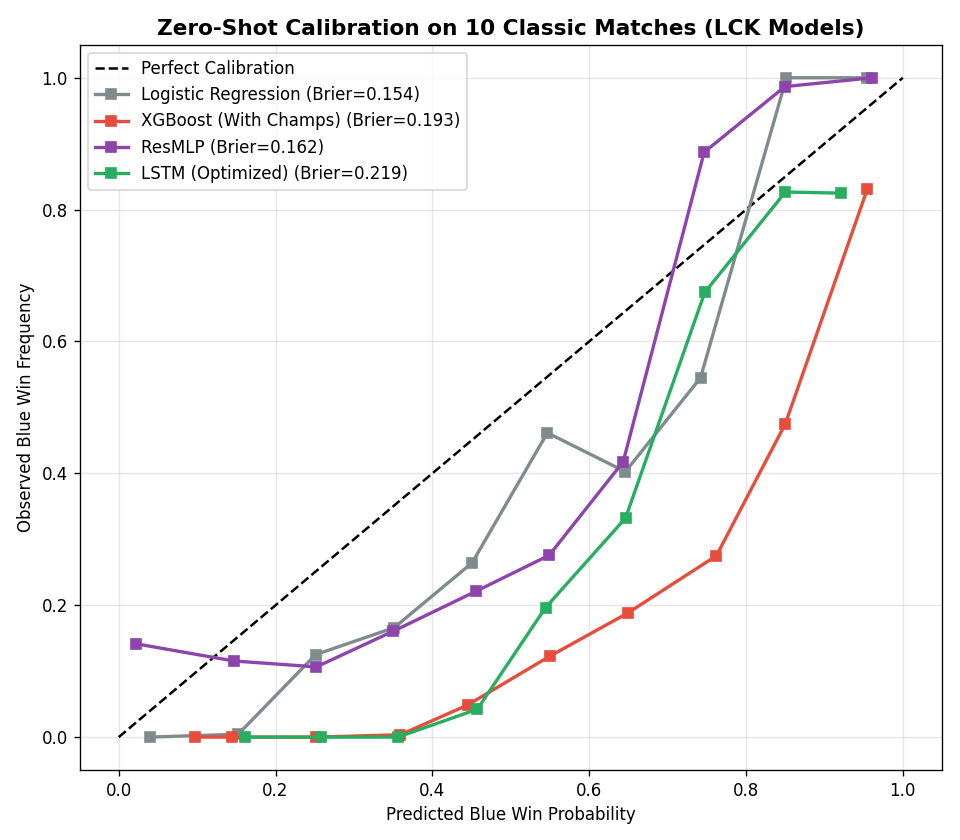 Zero-Shot Calibration on 10 Classic Matches (LCK Models)
Perfect Calibration
Logistic Regression (Brier=0.154)
XGBoost (With Champs) (Brier=0.193)
ResMLP (Brier=0.162)
LSTM (Optimized) (Brier=0.219)
Observed Blue Win Frequency
1.0
0.8
0.6
0.4
0.2
0.0
0.0 0.2 0.4 0.6 0.8 1.0
Predicted Blue Win Probability